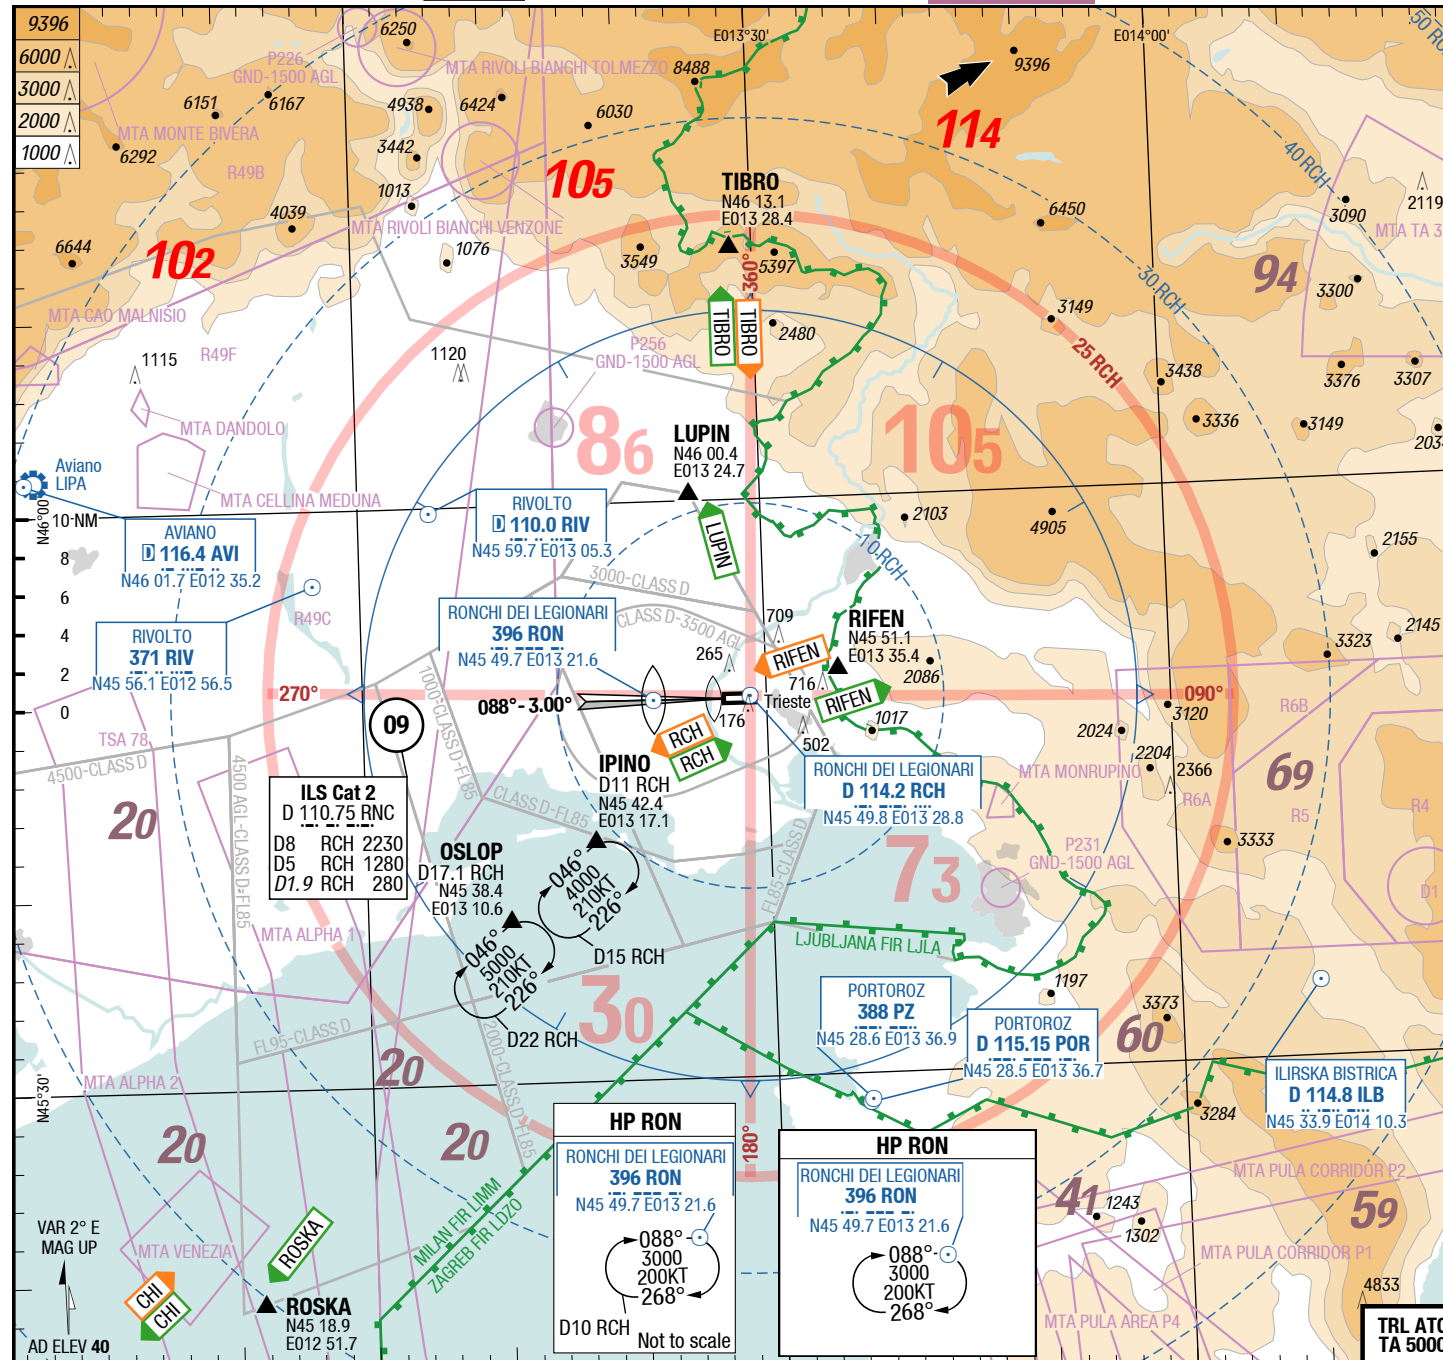 9396
6000
3000
2000
1000
6250
P226
GND-1500 AGL
MTA RIVOLI BIANCHI TOLMEZZO
8488
E013°30'
E014°00'
9396
MTA MONTE BIVERA
6151
6167
6292
4938
6424
6030
3442
R49B
105
114
40 RCH
1013
TIBRO
N46 13.1
E013 28.4
4039
MTA RIVOLI BIANCHI VENZONE
6644
102
1076
3549
5397
360°
6450
3090
2119
MTA TA 3
94
3300
30 RCH
MTA CAO MALNISIO
R49F
1115
1120
P256
GND-1500 AGL
TIBRO
TIBRO
2480
3149
25 RCH
3438
3376
3307
MTA DANDOLO
86
105
3336
3149
LUPIN
N46 00.4
E013 24.7
Aviano
LIPA
MTA CELLINA MEDUNA
N46°00'
10 NM
8
6
4
2
0
AVIANO
D 116.4 AVI
N46 01.7 E012 35.2
RIVOLTO
D 110.0 RIV
N45 59.7 E013 05.3
LUPIN
2103
4905
2155
10 RCH
3000-CLASS D
CLASS D-3500 AGL
R49C
RIVOLTO
371 RIV
N45 56.1 E012 56.5
RONCHI DEI LEGIONARI
396 RON
N45 49.7 E013 21.6
709
265
RIFEN
N45 51.1
E013 35.4
RIFEN
2086
716
RIFEN
3323
2145
270°
088°- 3.00°
176
Trieste
090°
09
1000-CLASS D-FL85
RCH
RCH
502
1017
2024
3120
2204
2366
R6B
R6A
69
R5
R4
D1
TSA 78
4500-CLASS D
4500 AGL-CLASS D-FL85
20
IPINO
D11 RCH
N45 42.4
E013 17.1
CLASS D-FL85
RONCHI DEI LEGIONARI
D 114.2 RCH
N45 49.8 E013 28.8
MTA MONRUPINO
P231
GND-1500 AGL
3333
ILS Cat 2
D 110.75 RNC
D8 RCH 2230
D5 RCH 1280
D1.9 RCH 280
OSLOP
D17.1 RCH
N45 38.4
E013 10.6
046°
4000
210KT
226°
D15 RCH
046°
5000
210KT
226°
D22 RCH
FL85-CLASS D
73
LJUBLJANA FIR LJLA
MTA ALPHA 1
FL95-CLASS D
30
2000-CLASS D-FL85
1197
3373
60
PORTOROZ
388 PZ
N45 28.6 E013 36.9
PORTOROZ
D 115.15 POR
N45 28.5 E013 36.7
MTA ALPHA 2
20
N45°30'
ILIRSKA BISTRICA
D 114.8 ILB
N45 33.9 E014 10.3
3284
20
20
180°
HP RON
RONCHI DEI LEGIONARI
396 RON
N45 49.7 E013 21.6
088°
3000
200KT
268°
D10 RCH
Not to scale
HP RON
RONCHI DEI LEGIONARI
396 RON
N45 49.7 E013 21.6
088°
3000
200KT
268°
MTA PULA CORRIDOR P2
41
1243
1302
59
MTA PULA CORRIDOR P1
MTA PULA AREA P4
4833
MILAN FIR LIMM
ZAGREB FIR LDZO
VAR 2° E
MAG UP
MTA VENEZIA
ROSKA
CHI
CHI
ROSKA
N45 18.9
E012 51.7
AD ELEV 40
TRL ATC
TA 5000